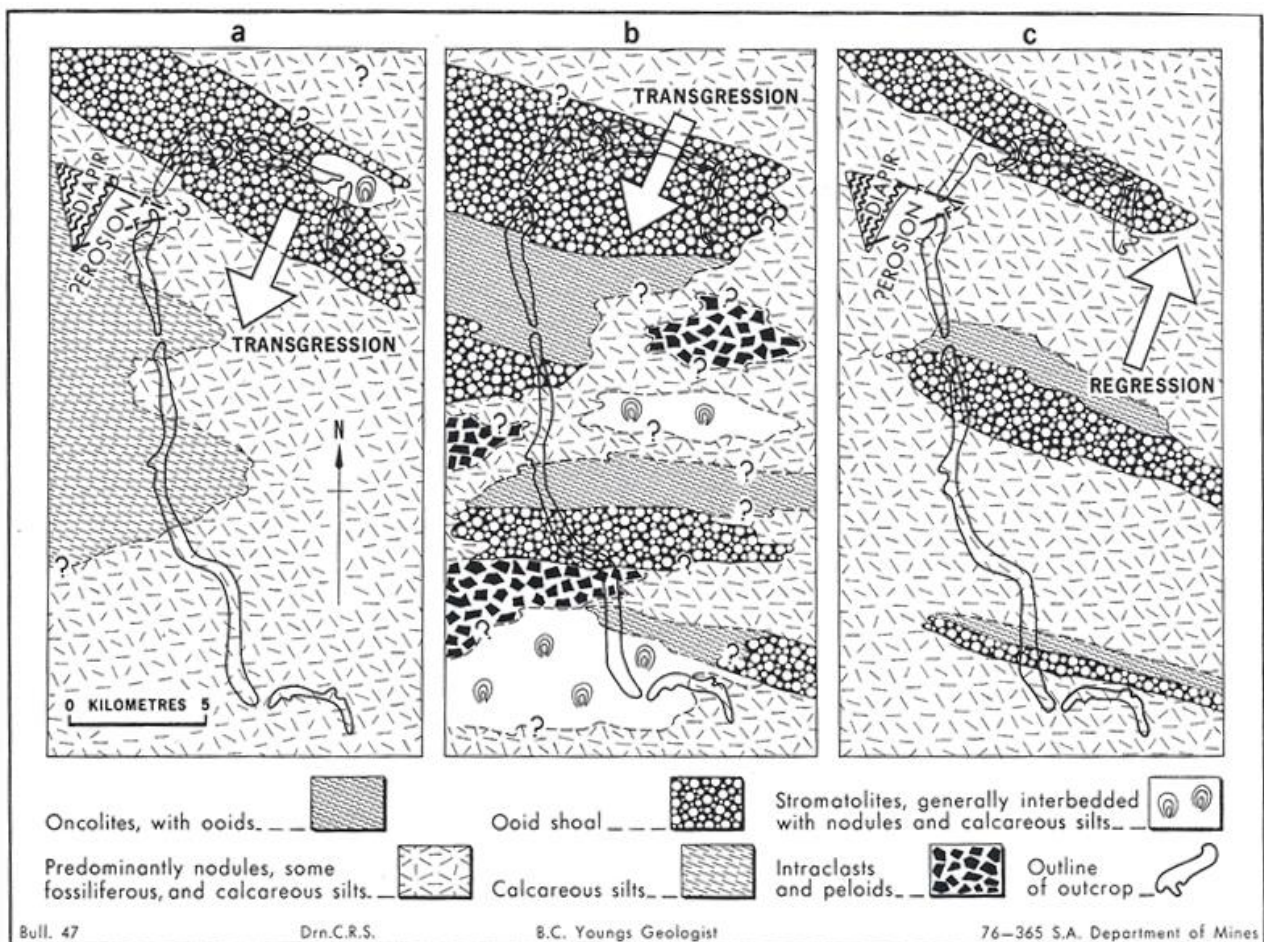 a
b
c
?
?
DIAPIR
?EROSION
F
F
?
TRANSGRESSION
N
?
0 KILOMETRES 5
?
TRANSGRESSION
?
?
?
?
?
?
?
?
?
?
?
?
?
?
DIAPIR
?EROSION
F
F
REGRESSION
Oncolites, with ooids
Ooid shoal
Stromatolites, generally interbedded
with nodules and calcareous silts
Predominantly nodules, some
fossiliferous, and calcareous silts
Calcareous silts
Intraclasts
and peloids
Outline
of outcrop
Bull. 47 Drn.C.R.S. B.C. Youngs Geologist 76–365 S.A. Department of Mines